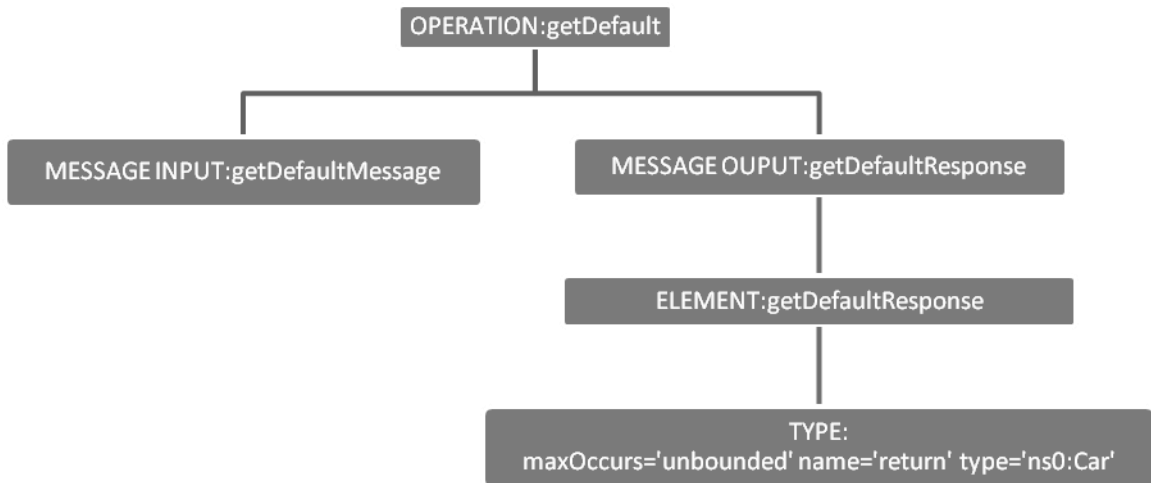 OPERATION:getDefault
MESSAGE INPUT:getDefaultMessage
MESSAGE OUPUT:getDefaultResponse
ELEMENT:getDefaultResponse
TYPE:
maxOccurs='unbounded' name='return' type='ns0:Car'